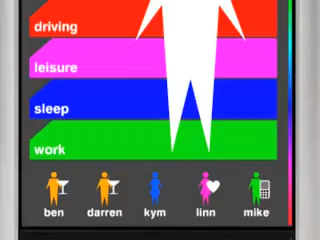 driving
leisure
sleep
work
ben darren kym linn mike